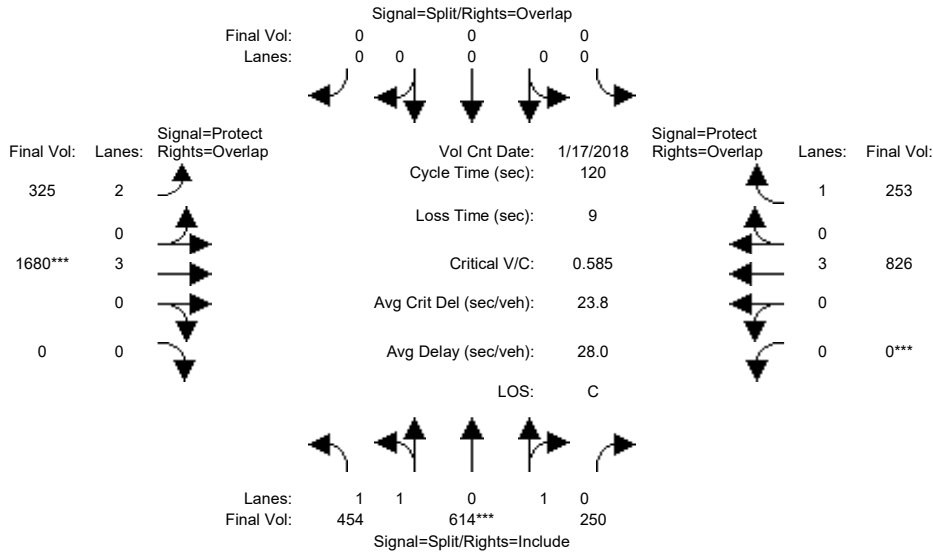 Signal=Split/Rights=Overlap
Final Vol: 0 0 0
Lanes: 0 0 0 0 0
Signal=Protect Signal=Protect
Final Vol: Lanes: Rights=Overlap Vol Cnt Date: 1/17/2018 Rights=Overlap Lanes: Final Vol:
Cycle Time (sec): 120
325 2 1 253
Loss Time (sec): 9
0 0
1680*** 3 Critical V/C: 0.585 3 826
0 Avg Crit Del (sec/veh): 23.8 0
0 0 Avg Delay (sec/veh): 28.0 0 0***
LOS: C
Lanes: 1 1 0 1 0
Final Vol: 454 614*** 250
Signal=Split/Rights=Include